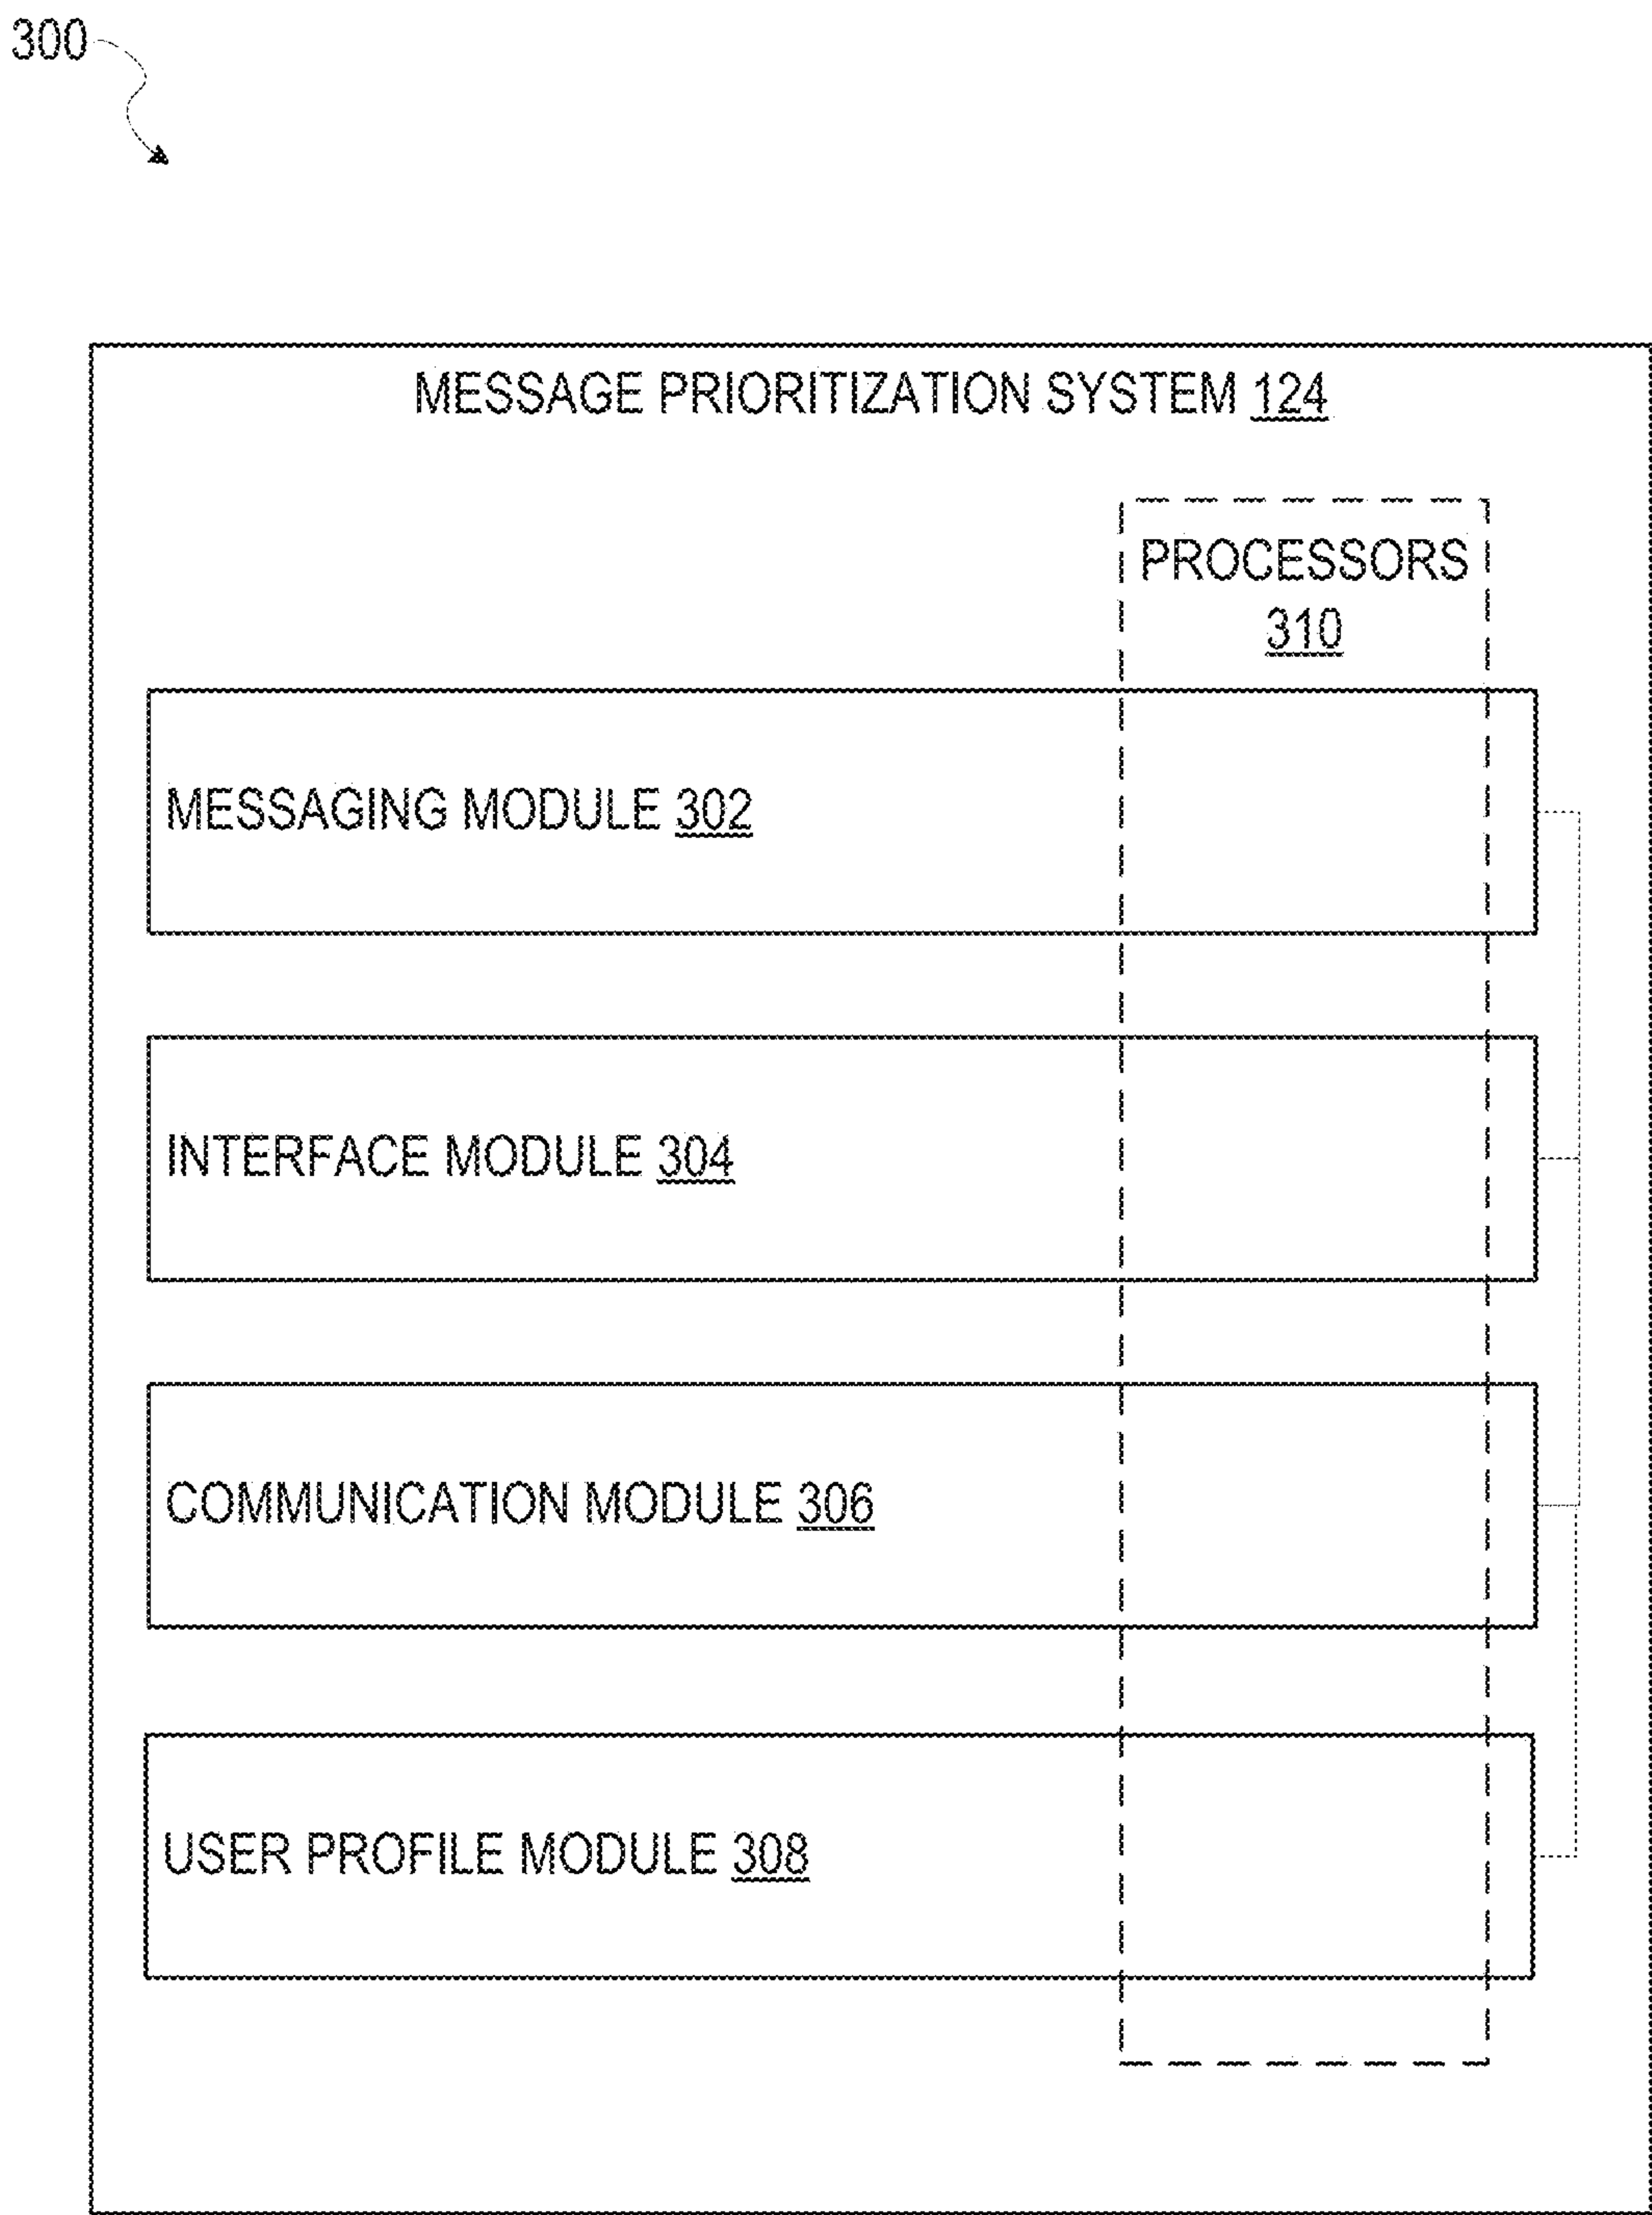 300
MESSAGE PRIORITIZATION SYSTEM 124
PROCESSORS
310
MESSAGING MODULE 302
INTERFACE MODULE 304
COMMUNICATION MODULE 306
USER PROFILE MODULE 308